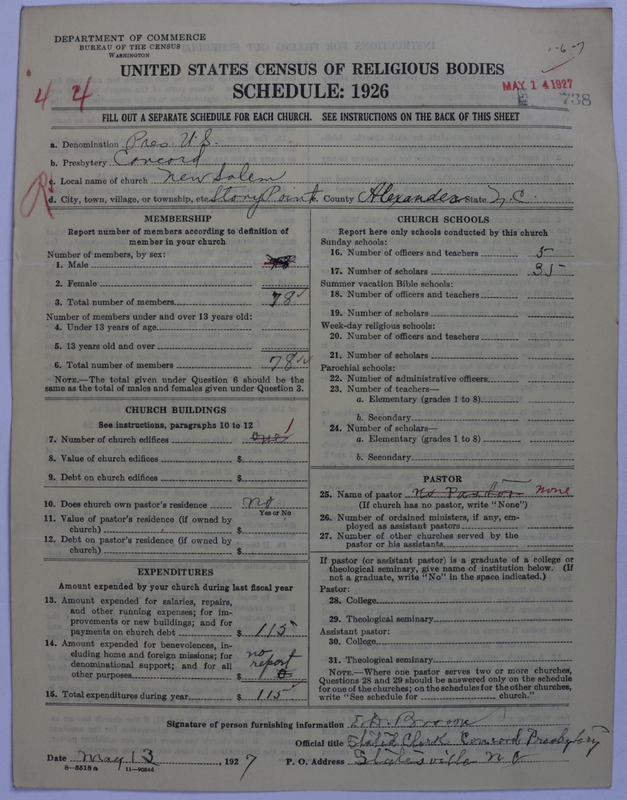 DEPARTMENT OF COMMERCE
BUREAU OF THE CENSUS
WASHINGTON
1-6-7
UNITED STATES CENSUS OF RELIGIOUS BODIES
SCHEDULE: 1926
4 4
MAY 14 1927
738
FILL OUT A SEPARATE SCHEDULE FOR EACH CHURCH. SEE INSTRUCTIONS ON THE BACK OF THIS SHEET
a. Denomination Pres. U.S.
b. Presbytery Concord
c. Local name of church New Salem
R d. City, town, village, or township, etc. Stony Point e. County Alexander State N.C.
MEMBERSHIP
Report number of members according to definition of
member in your church
Number of members, by sex:
1. Male
2. Female
3. Total number of members 78
Number of members under and over 13 years old:
4. Under 13 years of age
5. 13 years old and over
6. Total number of members 78
NOTE.—The total given under Question 6 should be the
same as the total of males and females given under Question 3.
CHURCH BUILDINGS
See instructions, paragraphs 10 to 12
7. Number of church edifices one 1
8. Value of church edifices $
9. Debt on church edifices $
10. Does church own pastor's residence no
Yes or No
11. Value of pastor's residence (if owned by
church) $
12. Debt on pastor's residence (if owned by
church) $
EXPENDITURES
Amount expended by your church during last fiscal year
13. Amount expended for salaries, repairs,
and other running expenses; for im-
provements or new buildings; and for
payments on church debt $ 115
14. Amount expended for benevolences, in-
cluding home and foreign missions; for
denominational support; and for all
other purposes $ no report 0
15. Total expenditures during year $ 115
CHURCH SCHOOLS
Report here only schools conducted by this church
Sunday schools:
16. Number of officers and teachers 5
17. Number of scholars 35
Summer vacation Bible schools:
18. Number of officers and teachers
19. Number of scholars
Week-day religious schools:
20. Number of officers and teachers
21. Number of scholars
Parochial schools:
22. Number of administrative officers
23. Number of teachers—
a. Elementary (grades 1 to 8)
b. Secondary
24. Number of scholars—
a. Elementary (grades 1 to 8)
b. Secondary
PASTOR
25. Name of pastor no Pastor None
(If church has no pastor, write "None")
26. Number of ordained ministers, if any, em-
ployed as assistant pastors
27. Number of other churches served by the
pastor or his assistants
If pastor (or assistant pastor) is a graduate of a college or
theological seminary, give name of institution below. (If
not a graduate, write "No" in the space indicated.)
Pastor:
28. College
29. Theological seminary
Assistant pastor:
30. College
31. Theological seminary
NOTE.—Where one pastor serves two or more churches,
Questions 28 and 29 should be answered only on the schedule
for one of the churches; on the schedules for the other churches,
write "See schedule for church."
Signature of person furnishing information E.D. Brown
Official title Stated Clerk Concord Presbytery
Date May 13, 1927 P. O. Address Statesville N C
8-5518a 11-90844